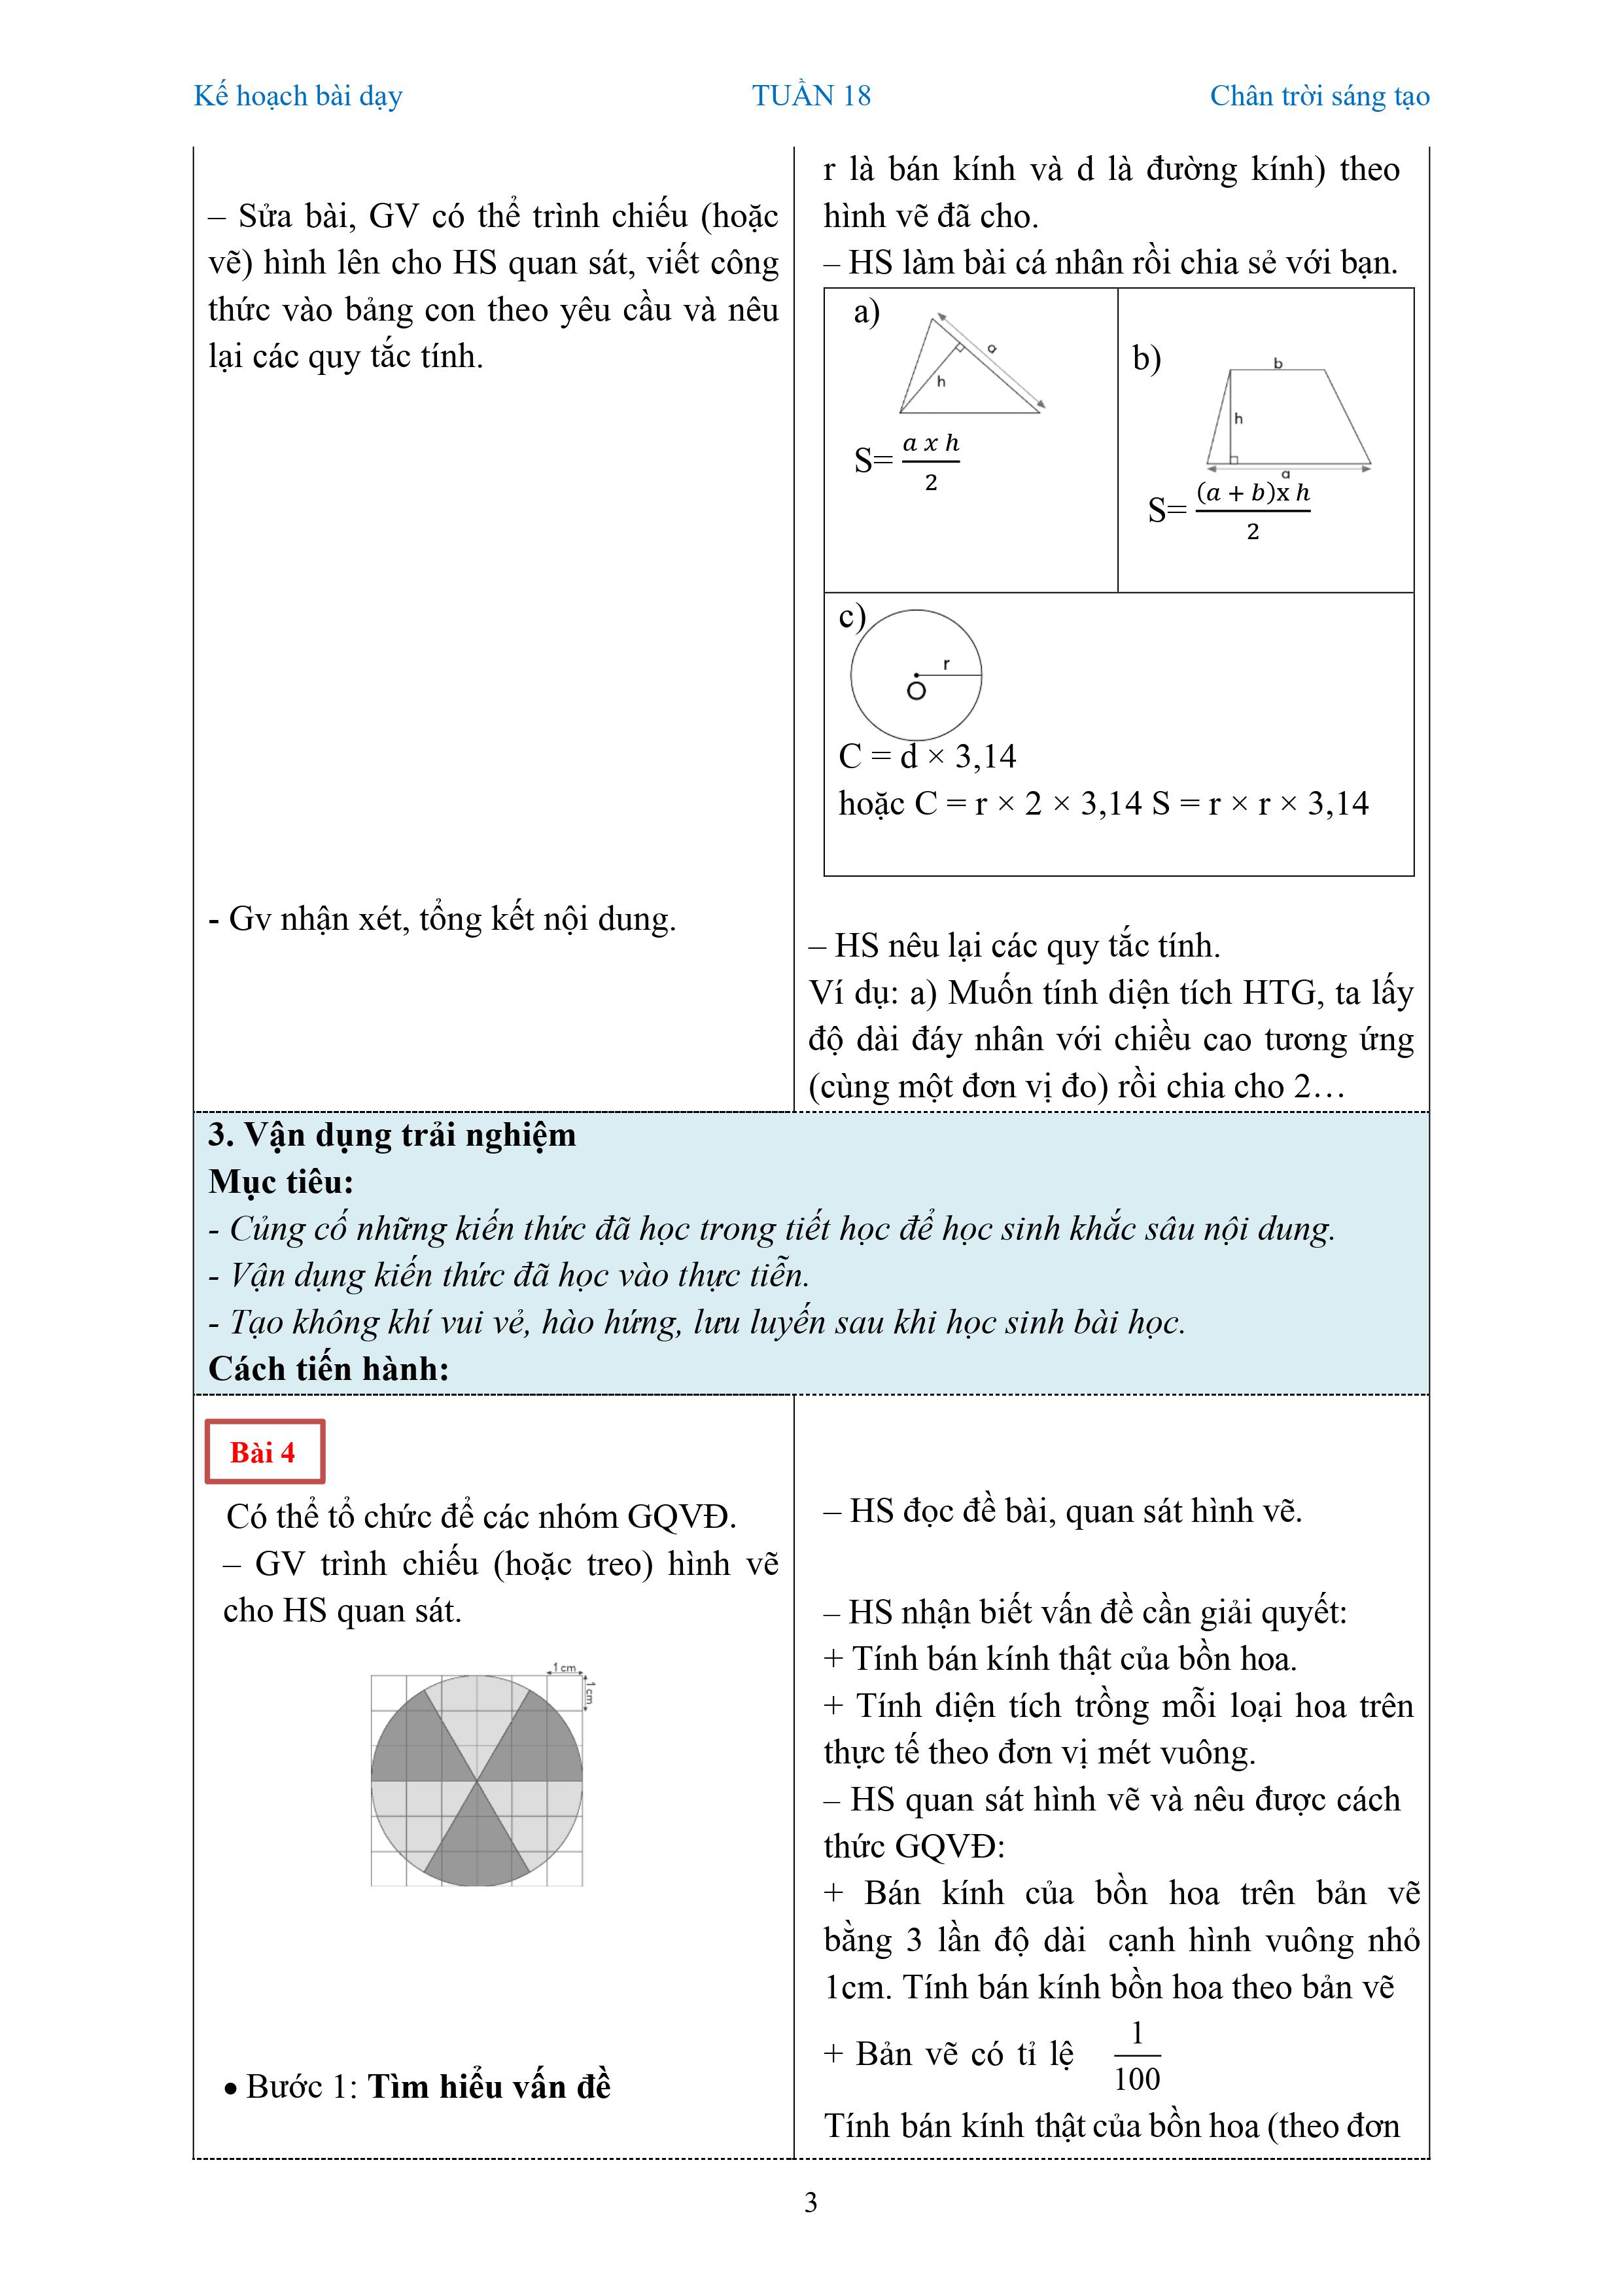 Kế hoạch bài dạy TUẦN 18 Chân trời sáng tạo
– Sửa bài, GV có thể trình chiếu (hoặc
vẽ) hình lên cho HS quan sát, viết công
thức vào bảng con theo yêu cầu và nêu
lại các quy tắc tính.
- Gv nhận xét, tổng kết nội dung.
r là bán kính và d là đường kính) theo
hình vẽ đã cho.
– HS làm bài cá nhân rồi chia sẻ với bạn.
a)
a
h
S= \frac{a x h}{2}
b)
b
h
a
S= \frac{(a + b)x h}{2}
c)
r
O
C = d × 3,14
hoặc C = r × 2 × 3,14 S = r × r × 3,14
– HS nêu lại các quy tắc tính.
Ví dụ: a) Muốn tính diện tích HTG, ta lấy
độ dài đáy nhân với chiều cao tương ứng
(cùng một đơn vị đo) rồi chia cho 2…
3. Vận dụng trải nghiệm
Mục tiêu:
- Củng cố những kiến thức đã học trong tiết học để học sinh khắc sâu nội dung.
- Vận dụng kiến thức đã học vào thực tiễn.
- Tạo không khí vui vẻ, hào hứng, lưu luyến sau khi học sinh bài học.
Cách tiến hành:
Bài 4
Có thể tổ chức để các nhóm GQVĐ.
– GV trình chiếu (hoặc treo) hình vẽ
cho HS quan sát.
1 cm
1 cm
• Bước 1: Tìm hiểu vấn đề
– HS đọc đề bài, quan sát hình vẽ.
– HS nhận biết vấn đề cần giải quyết:
+ Tính bán kính thật của bồn hoa.
+ Tính diện tích trồng mỗi loại hoa trên
thực tế theo đơn vị mét vuông.
– HS quan sát hình vẽ và nêu được cách
thức GQVĐ:
+ Bán kính của bồn hoa trên bản vẽ
bằng 3 lần độ dài cạnh hình vuông nhỏ
1cm. Tính bán kính bồn hoa theo bản vẽ
+ Bản vẽ có tỉ lệ \frac{1}{100}
Tính bán kính thật của bồn hoa (theo đơn
3